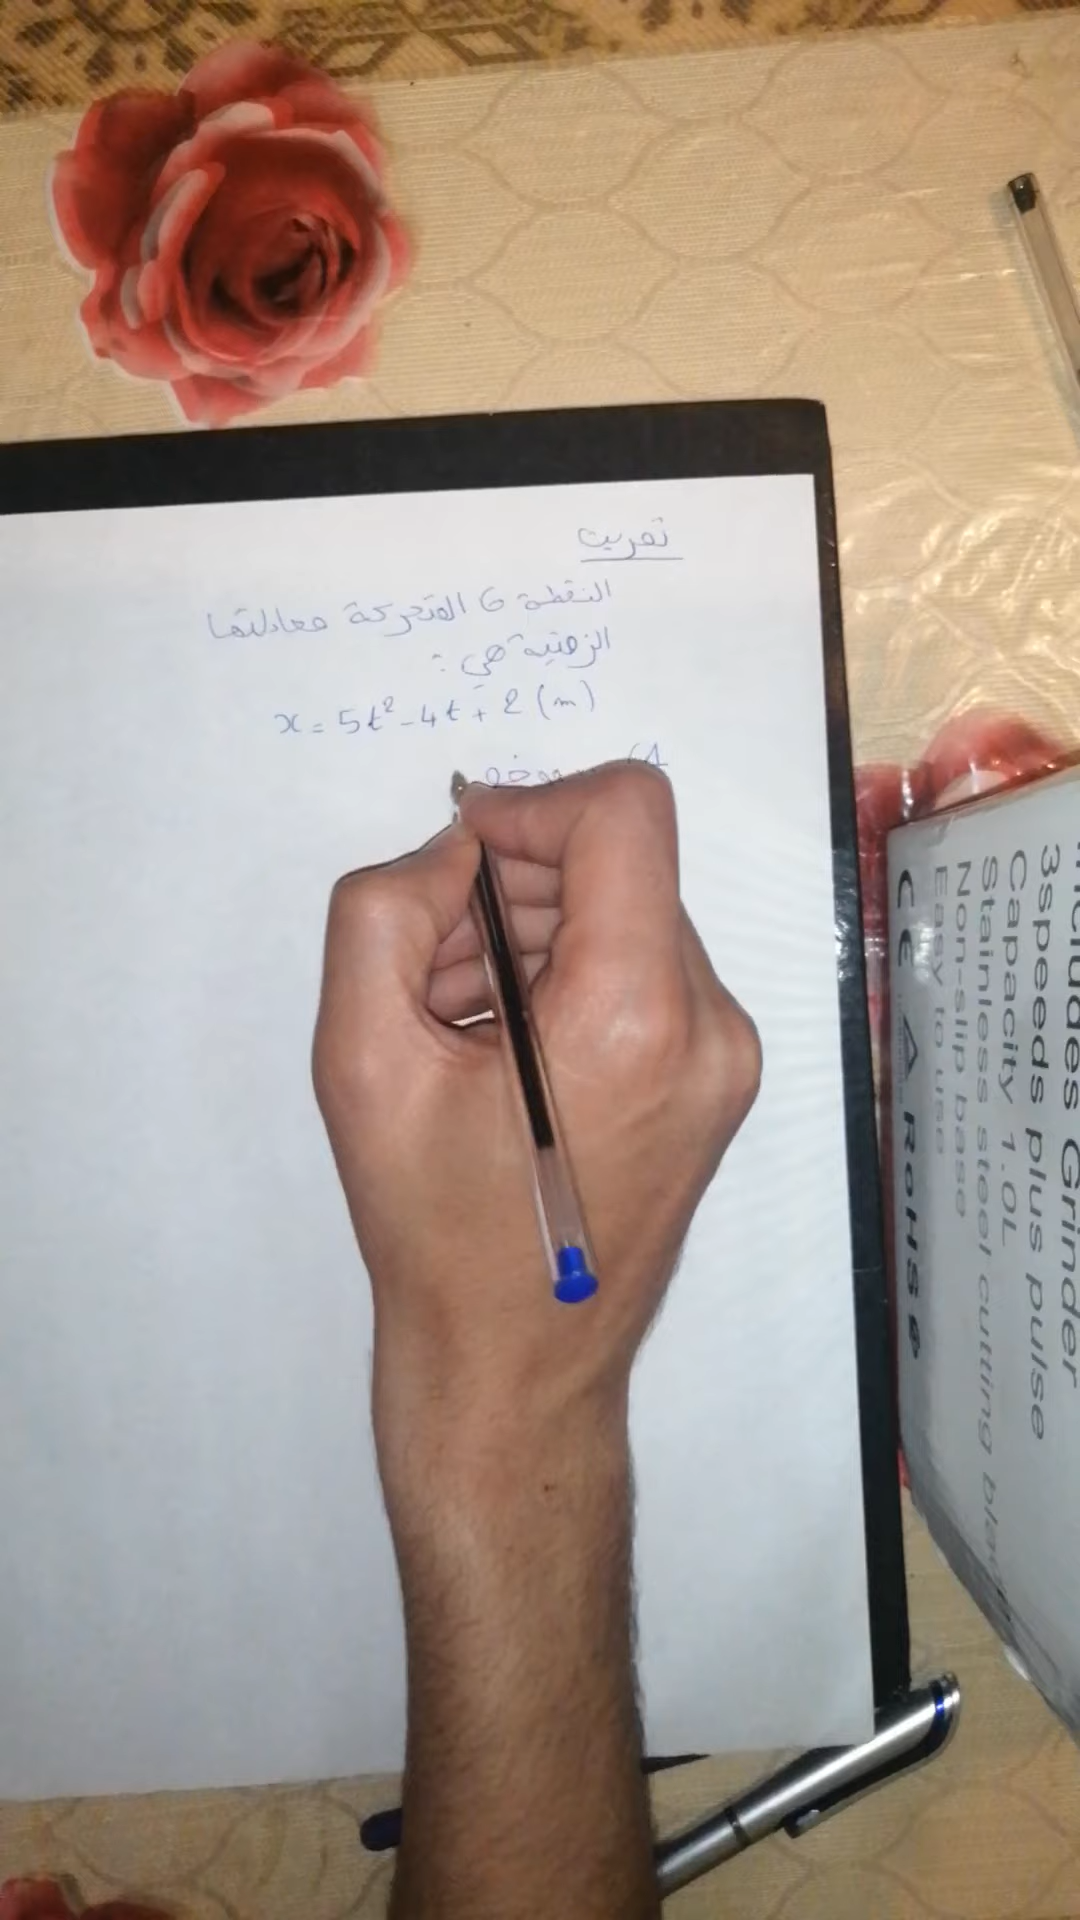 تمرين
النقطة G المتحركة معادلتها
الزمنية هي :
x = 5t² - 4t + 2 (m)
Includes Grinder
3speeds plus pulse
Capacity 1.0L
Stainless steel cutting
Non-slip base
Easy to use
CE RoHS